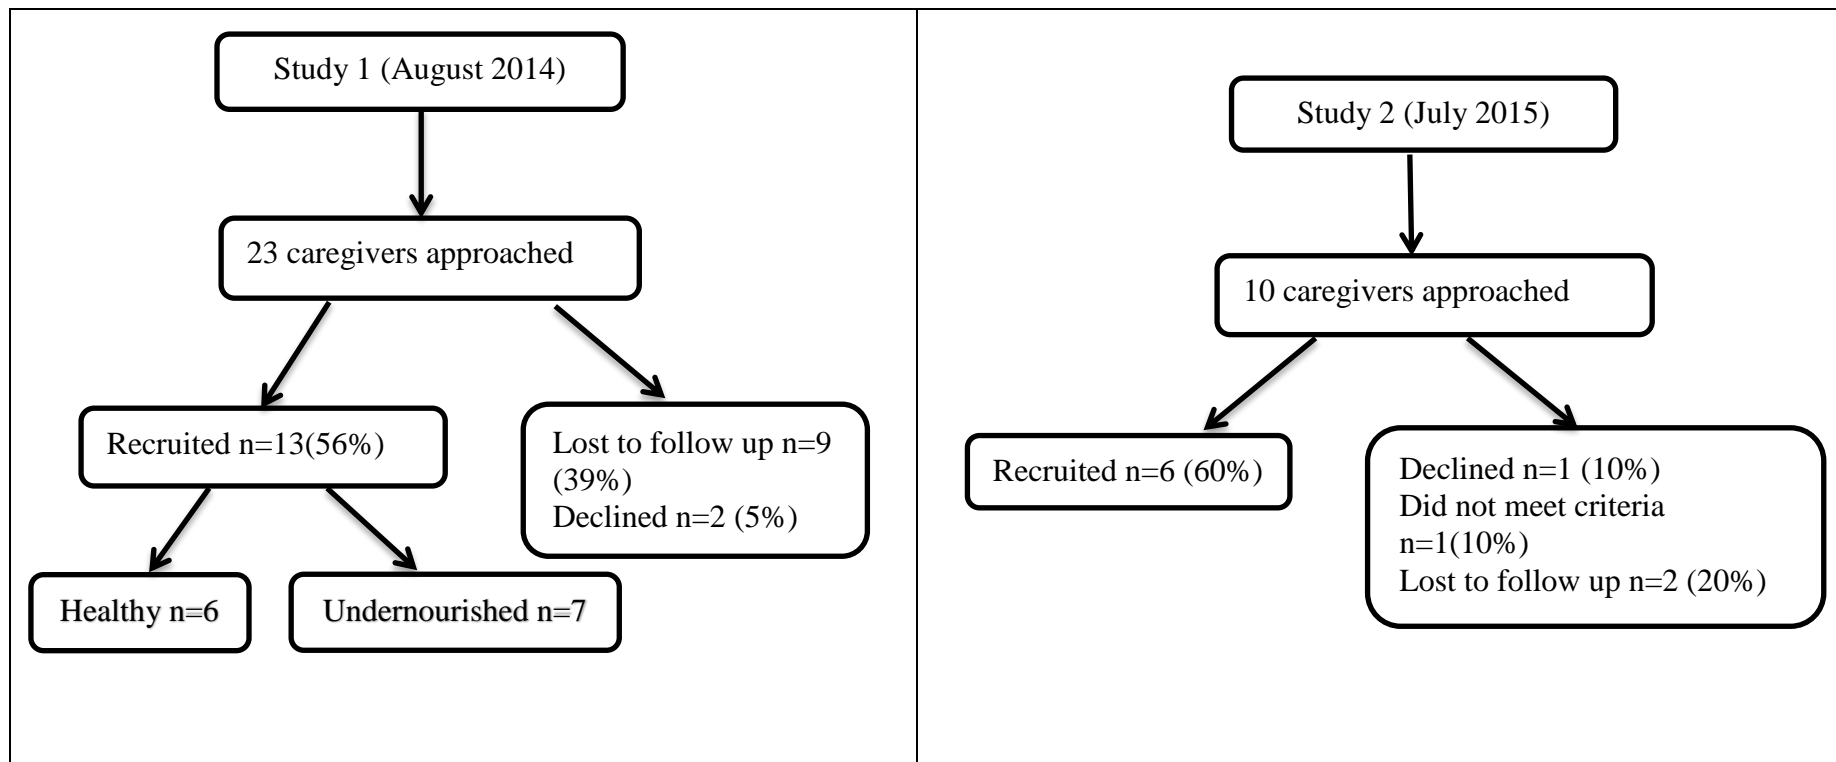 Study 1 (August 2014)
23 caregivers approached
Recruited n=13(56%)
Lost to follow up n=9
(39%)
Declined n=2 (5%)
Healthy n=6
Undernourished n=7
Study 2 (July 2015)
10 caregivers approached
Recruited n=6 (60%)
Declined n=1 (10%)
Did not meet criteria
n=1(10%)
Lost to follow up n=2 (20%)